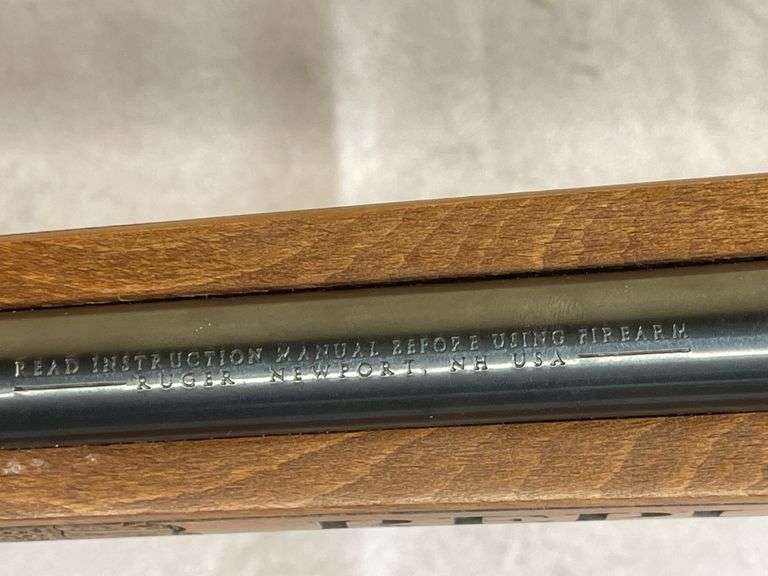 READ INSTRUCTION MANUAL BEFORE USING FIREARM
RUGER, NEWPORT, NH USA